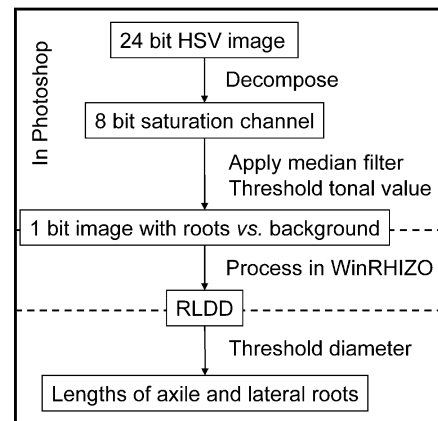 In Photoshop
24 bit HSV image
Decompose
8 bit saturation channel
Apply median filter
Threshold tonal value
1 bit image with roots vs. background
Process in WinRHIZO
RLDD
Threshold diameter
Lengths of axile and lateral roots